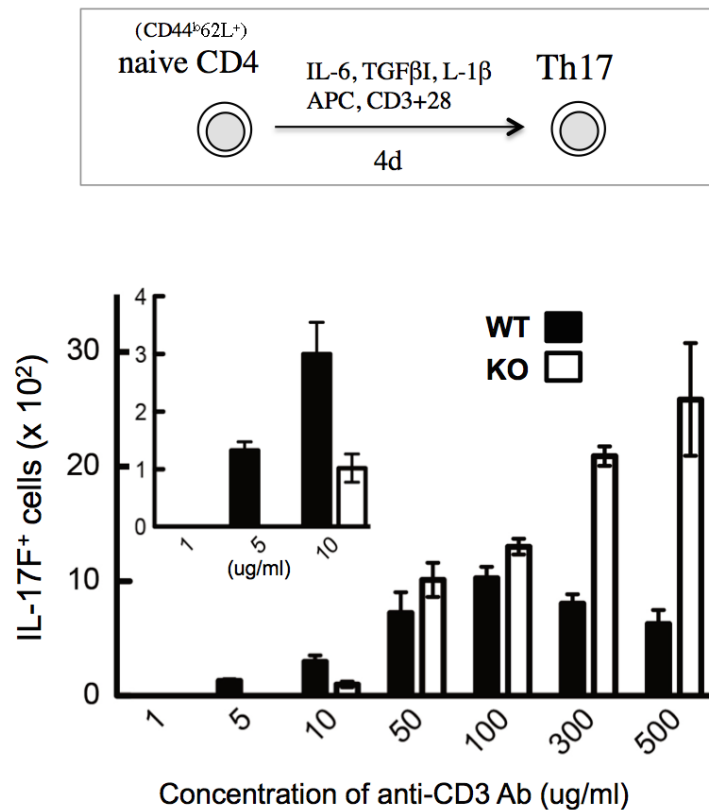 (CD44ˡᵒ62L⁺)
naive CD4
IL-6, TGFβI, L-1β
APC, CD3+28
4d
Th17
IL-17F⁺ cells (x 10²)
30
20
10
0
4
3
2
1
0
1
5
10
(ug/ml)
WT
KO
1
5
10
50
100
300
500
Concentration of anti-CD3 Ab (ug/ml)